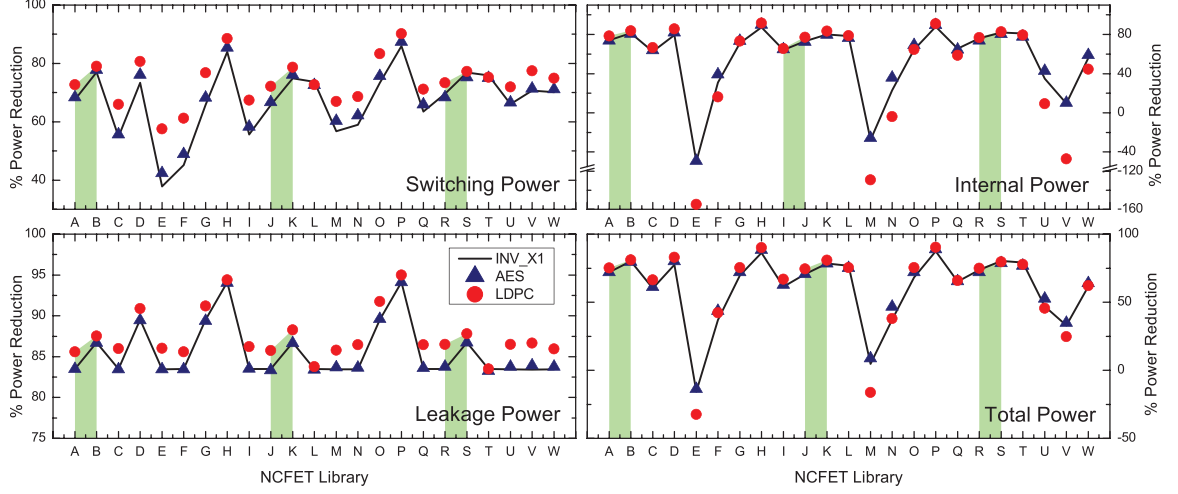 100
80
60
40
% Power Reduction
Switching Power
A B C D E F G H I J K L M N O P Q R S T U V W
80
40
0
-40
-120
-160
% Power Reduction
Internal Power
A B C D E F G H I J K L M N O P Q R S T U V W
100
95
90
85
80
75
% Power Reduction
INV_X1
AES
LDPC
Leakage Power
A B C D E F G H I J K L M N O P Q R S T U V W
NCFET Library
100
50
0
-50
% Power Reduction
Total Power
A B C D E F G H I J K L M N O P Q R S T U V W
NCFET Library